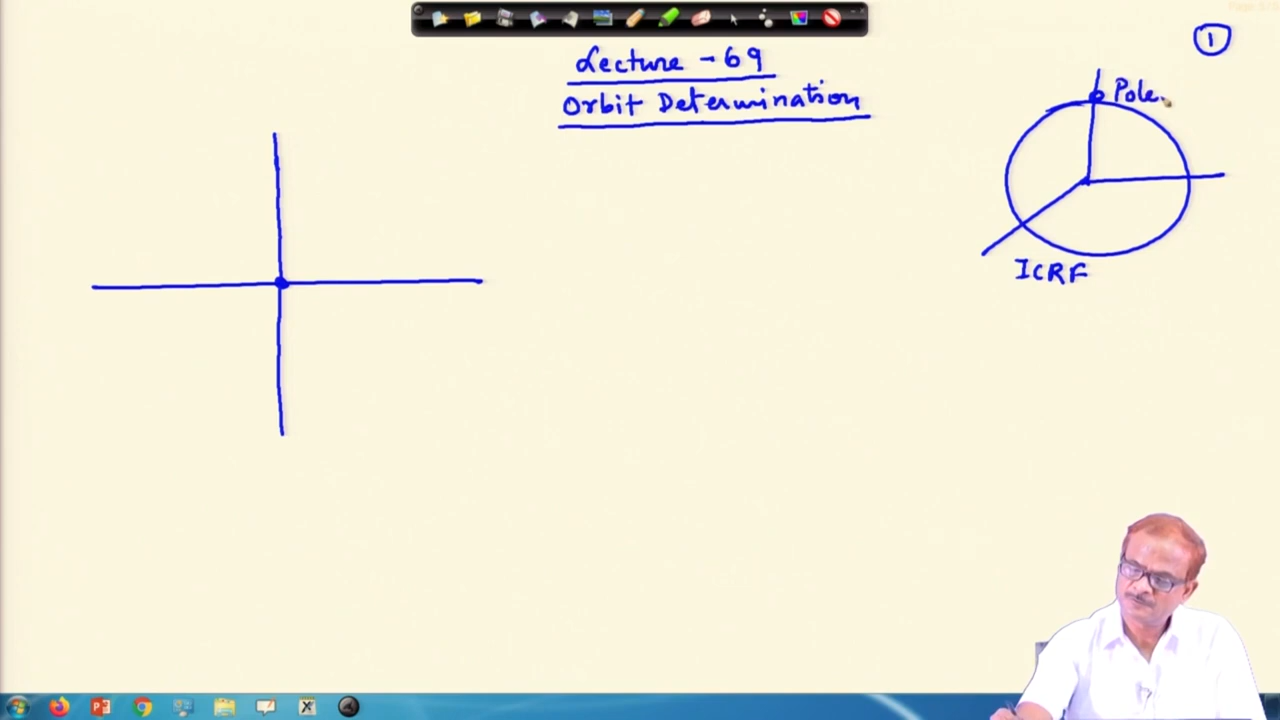 ①
Lecture - 69
Orbit Determination
Pole
ICRF